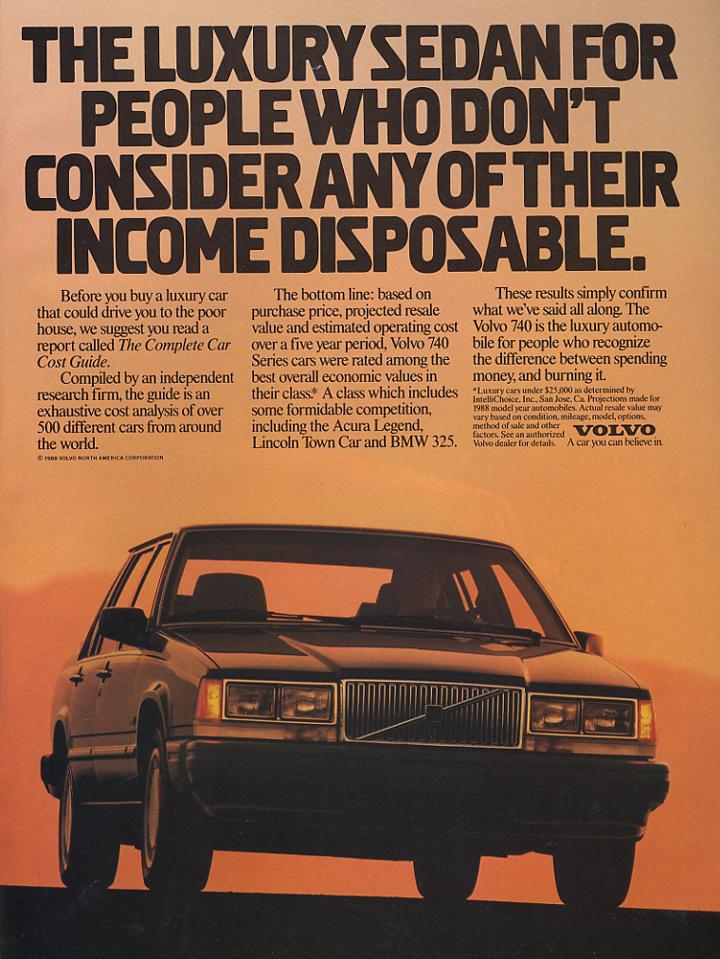 THE LUXURY SEDAN FOR
PEOPLE WHO DON'T
CONSIDER ANY OF THEIR
INCOME DISPOSABLE.
Before you buy a luxury car
that could drive you to the poor
house, we suggest you read a
report called The Complete Car
Cost Guide.
Compiled by an independent
research firm, the guide is an
exhaustive cost analysis of over
500 different cars from around
the world.
© 1988 VOLVO NORTH AMERICA CORPORATION
The bottom line: based on
purchase price, projected resale
value and estimated operating cost
over a five year period, Volvo 740
Series cars were rated among the
best overall economic values in
their class.* A class which includes
some formidable competition,
including the Acura Legend,
Lincoln Town Car and BMW 325.
These results simply confirm
what we've said all along. The
Volvo 740 is the luxury automo-
bile for people who recognize
the difference between spending
money, and burning it.
*Luxury cars under $25,000 as determined by
IntelliChoice, Inc., San Jose, Ca. Projections made for
1988 model year automobiles. Actual resale value may
vary based on condition, mileage, model, options,
method of sale and other
factors. See an authorized
Volvo dealer for details.
VOLVO
A car you can believe in.